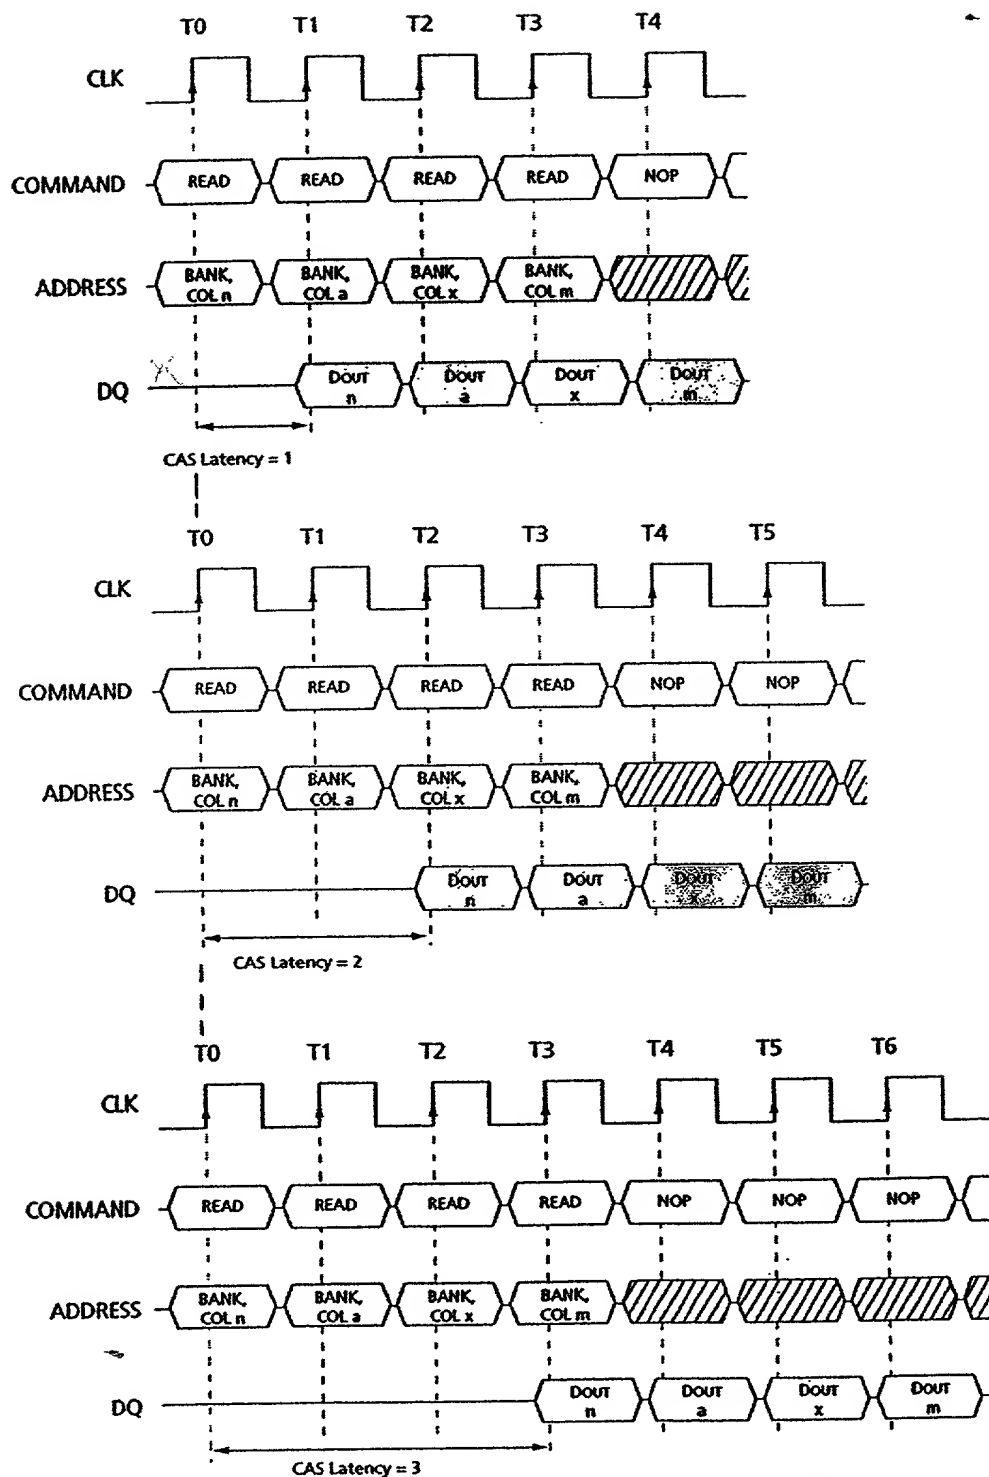 T0 T1 T2 T3 T4
CLK
COMMAND READ READ READ READ NOP
ADDRESS BANK, COL n BANK, COL a BANK, COL x BANK, COL m
DQ DOUT n DOUT a DOUT x DOUT m
CAS Latency = 1
T0 T1 T2 T3 T4 T5
CLK
COMMAND READ READ READ READ NOP NOP
ADDRESS BANK, COL n BANK, COL a BANK, COL x BANK, COL m
DQ DOUT n DOUT a DOUT x DOUT m
CAS Latency = 2
T0 T1 T2 T3 T4 T5 T6
CLK
COMMAND READ READ READ READ NOP NOP NOP
ADDRESS BANK, COL n BANK, COL a BANK, COL x BANK, COL m
DQ DOUT n DOUT a DOUT x DOUT m
CAS Latency = 3